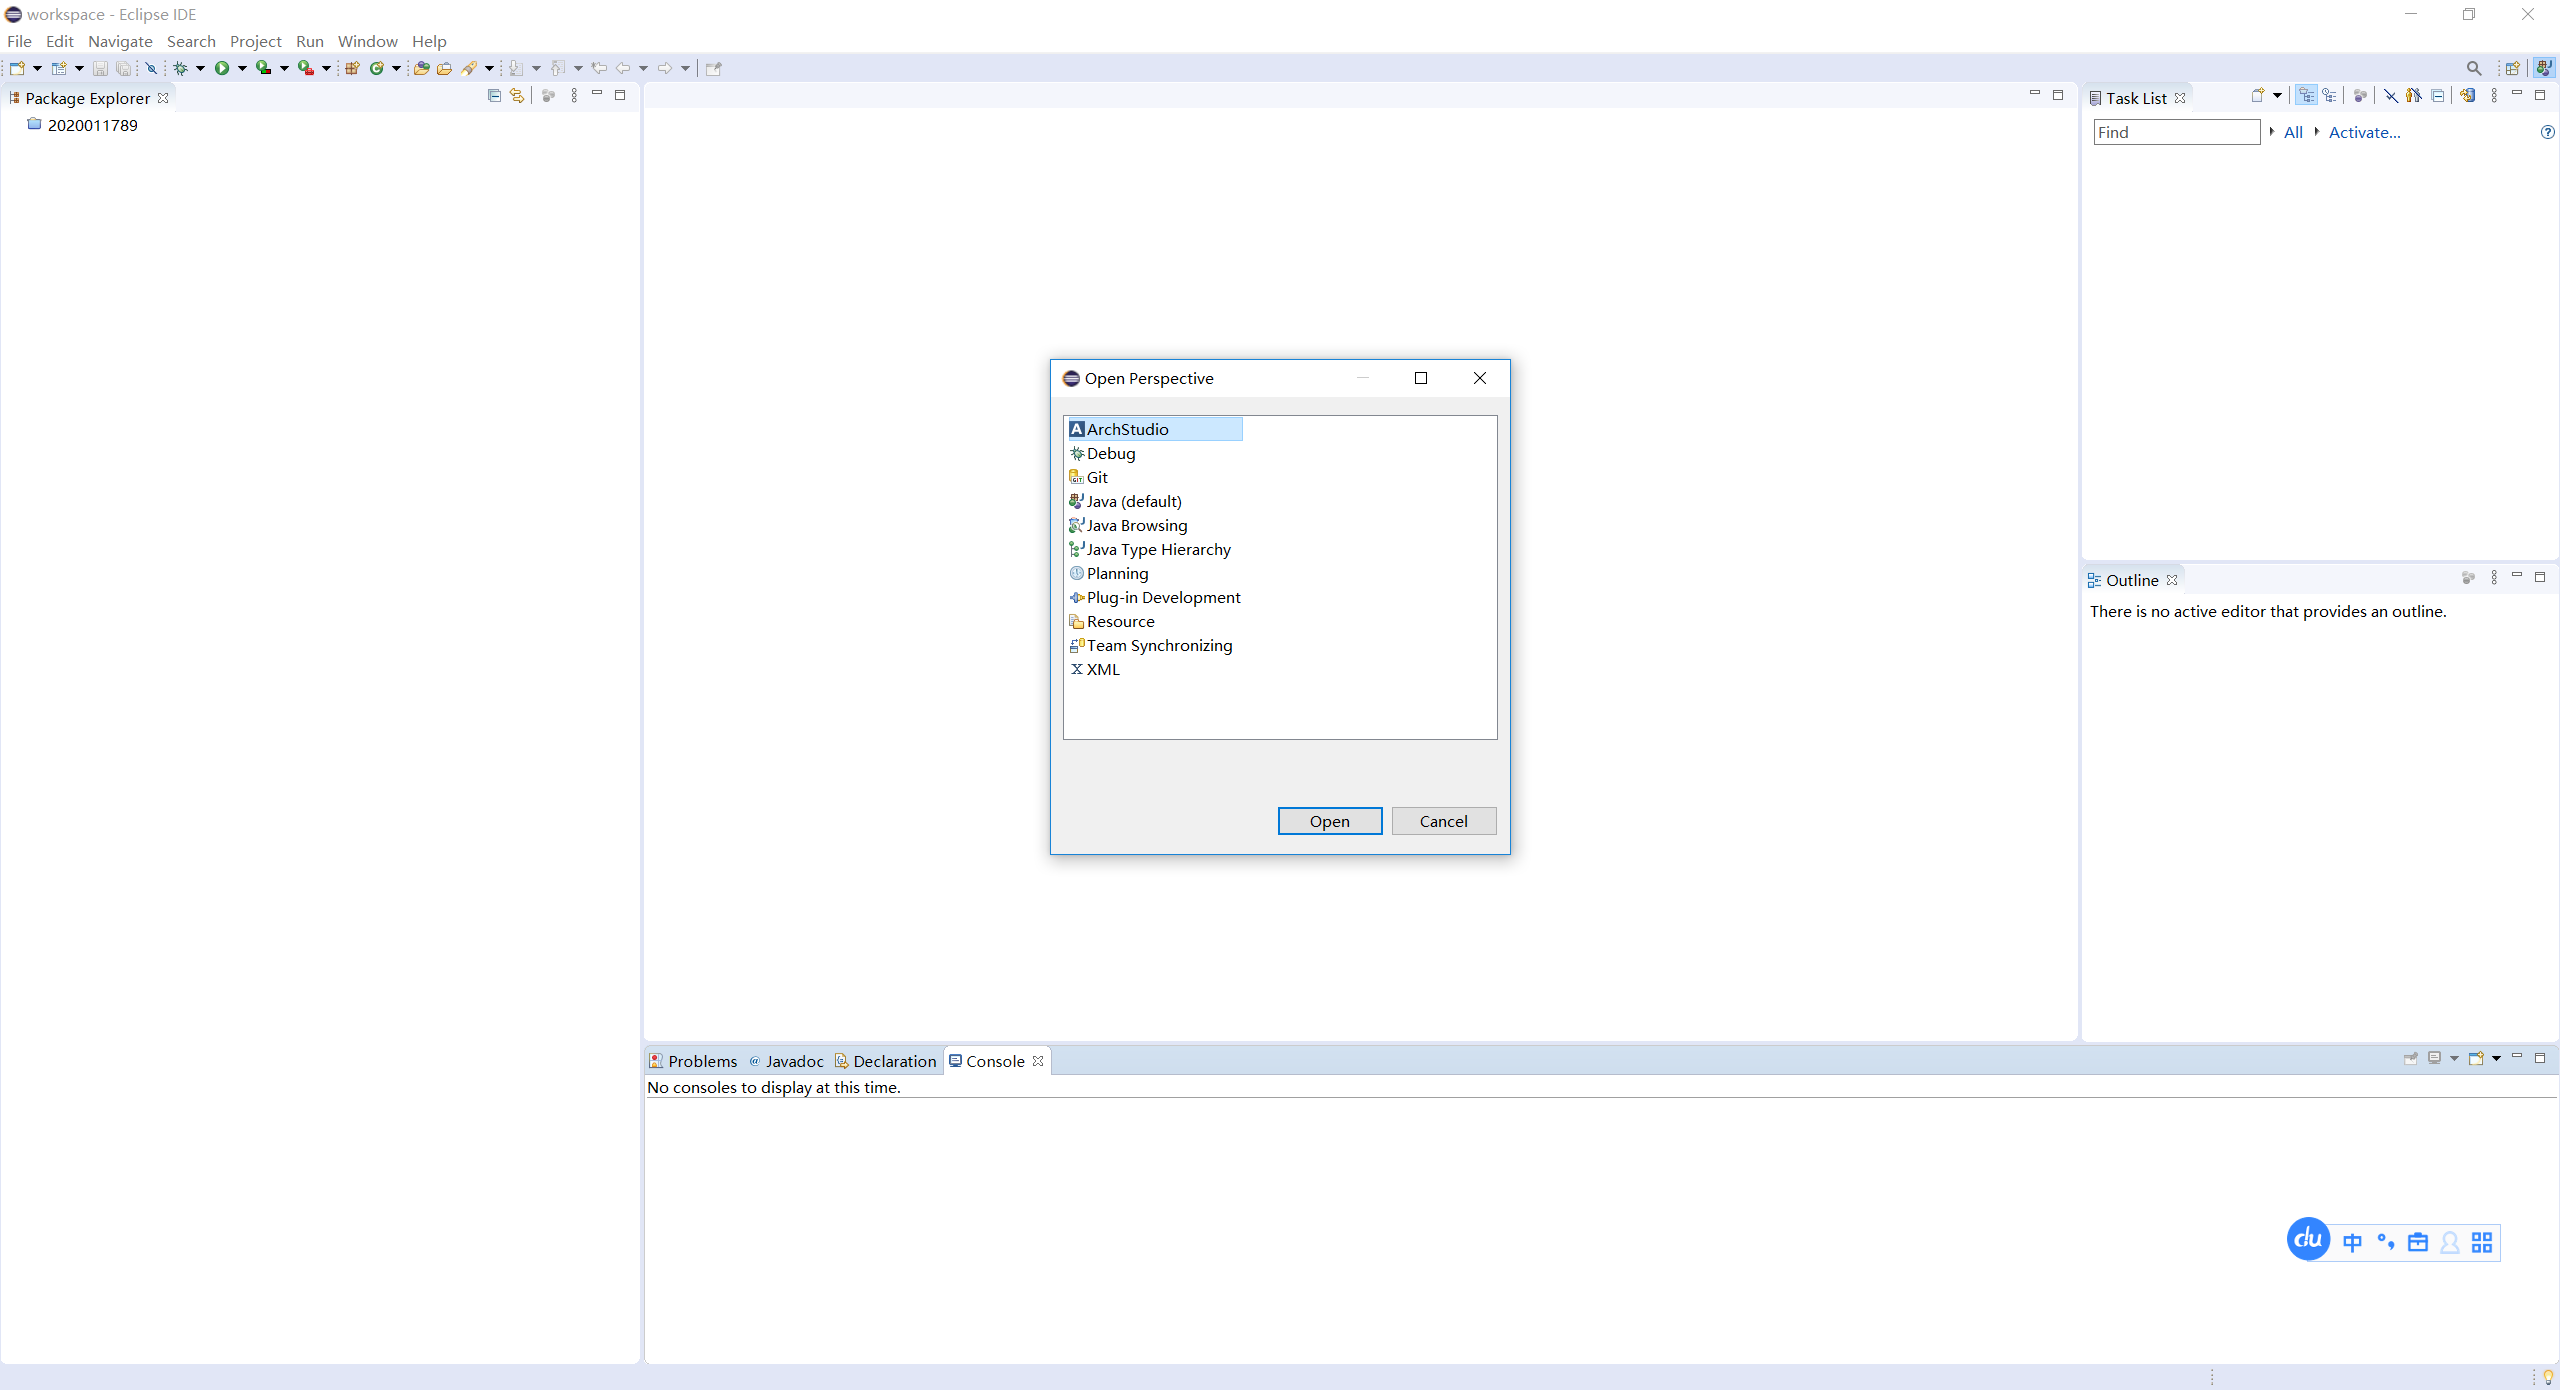 workspace - Eclipse IDE
File Edit Navigate Search Project Run Window Help
Package Explorer
2020011789
Task List
Find All Activate...
Open Perspective
ArchStudio
Debug
Git
Java (default)
Java Browsing
Java Type Hierarchy
Planning
Plug-in Development
Resource
Team Synchronizing
XML
Open Cancel
Outline
There is no active editor that provides an outline.
Problems @ Javadoc Declaration Console
No consoles to display at this time.
du 中